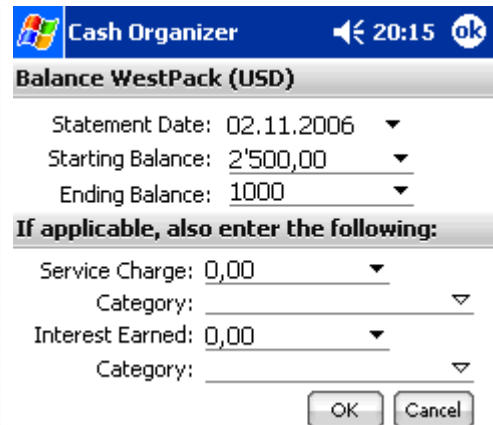 Cash Organizer 20:15 ok
Balance WestPack (USD)
Statement Date: 02.11.2006
Starting Balance: 2'500,00
Ending Balance: 1000
If applicable, also enter the following:
Service Charge: 0,00
Category:
Interest Earned: 0,00
Category:
OK Cancel